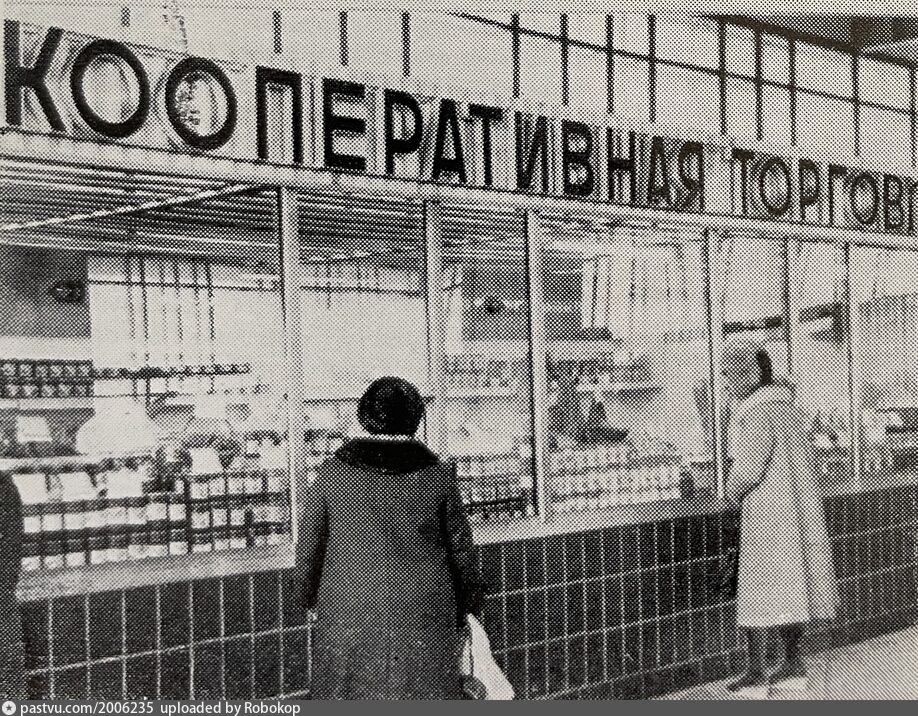 КООПЕРАТИВНАЯ ТОРГОВ
pastvu.com/2006235 uploaded by Robokop